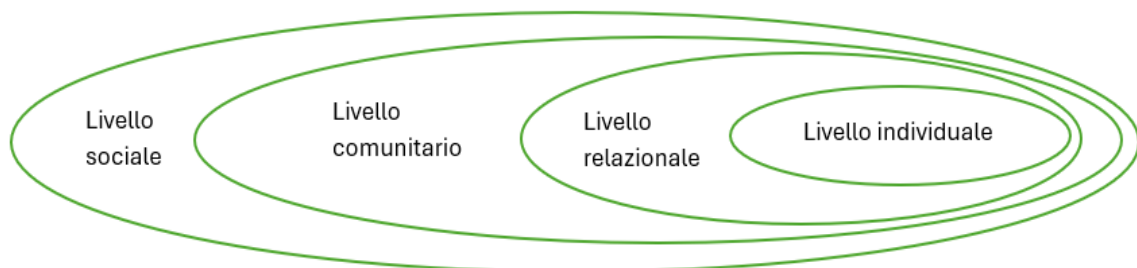 Livello
sociale
Livello
comunitario
Livello
relazionale
Livello individuale